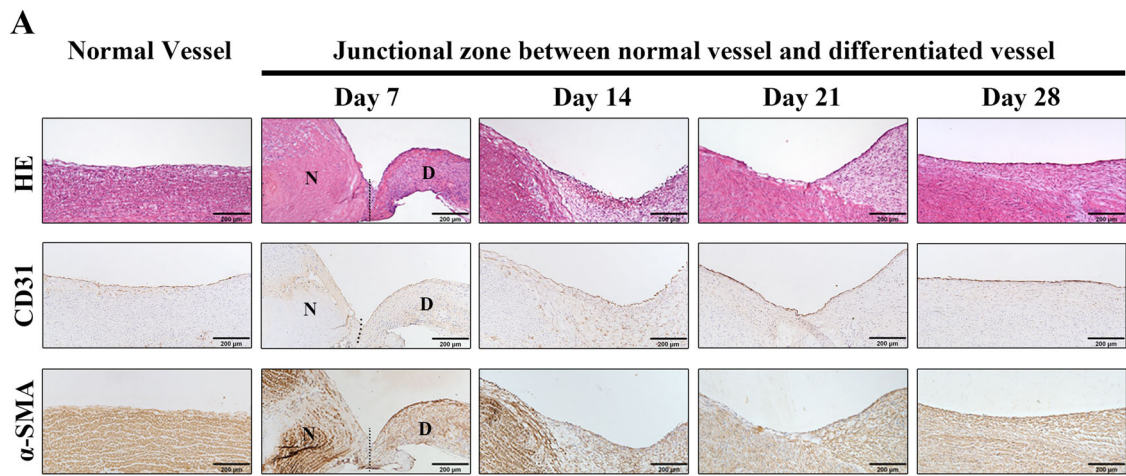 A
Normal Vessel
Junctional zone between normal vessel and differentiated vessel
Day 7
Day 14
Day 21
Day 28
HE
N
D
200 μm
200 μm
200 μm
200 μm
200 μm
CD31
N
D
200 μm
200 μm
200 μm
200 μm
200 μm
α-SMA
N
D
200 μm
200 μm
200 μm
200 μm
200 μm